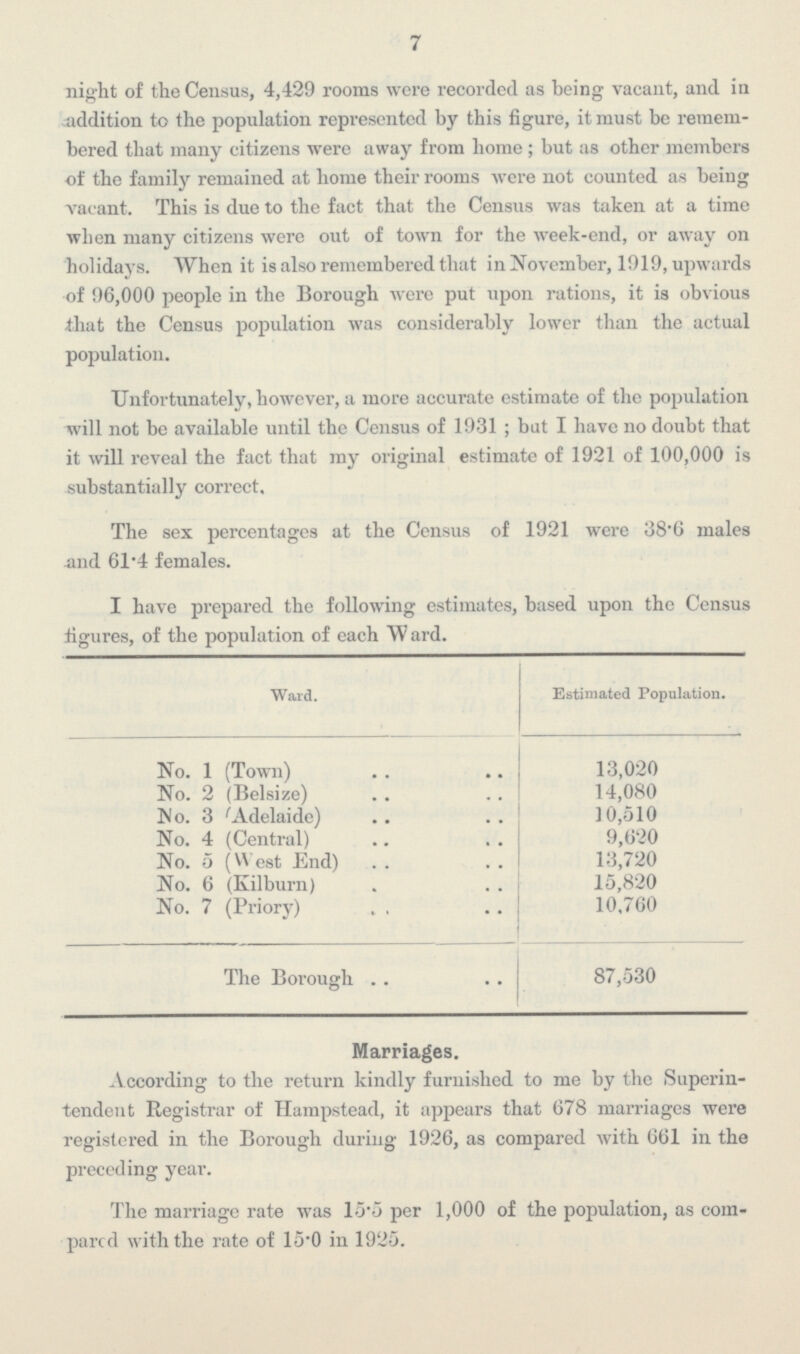 7
night of the Census, 4,429 rooms were recorded as being vacant, and in
addition to the population represented by this figure, it must be remem-
bered that many citizens were away from home ; but as other members
of the family remained at home their rooms were not counted as being
vacant. This is due to the fact that the Census was taken at a time
when many citizens were out of town for the week-end, or away on
holidays. When it is also remembered that in November, 1919, upwards
of 96,000 people in the Borough were put upon rations, it is obvious
that the Census population was considerably lower than the actual
population.
Unfortunately, however, a more accurate estimate of the population
will not be available until the Census of 1931 ; but I have no doubt that
it will reveal the fact that my original estimate of 1921 of 100,000 is
substantially correct.
The sex percentages at the Census of 1921 were 38·6 males
and 61·4 females.
I have prepared the following estimates, based upon the Census
figures, of the population of each Ward.
Ward. Estimated Population.
No. 1 (Town) .. .. 13,020
No. 2 (Belsize) .. .. 14,080
No. 3 (Adelaide) .. .. 10,510
No. 4 (Central) .. .. 9,620
No. 5 (West End) .. .. 13,720
No. 6 (Kilburn) . .. 15,820
No. 7 (Priory) .. .. 10,760
The Borough .. .. 87,530
Marriages.
According to the return kindly furnished to me by the Superin-
tendent Registrar of Hampstead, it appears that 678 marriages were
registered in the Borough during 1926, as compared with 661 in the
preceding year.
The marriage rate was 15·5 per 1,000 of the population, as com-
pared with the rate of 15·0 in 1925.